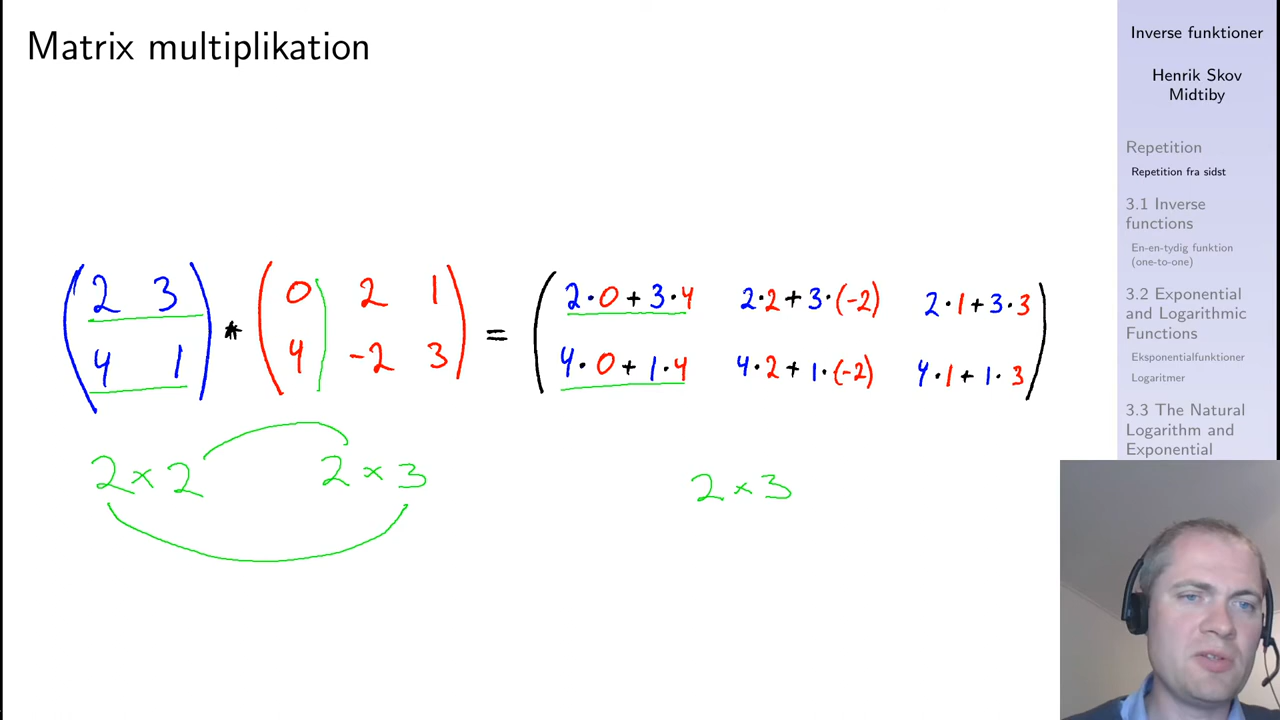 Matrix multiplikation
2 3
4 1
*
0 2 1
4 -2 3
=
2·0+3·4 2·2+3·(-2) 2·1+3·3
4·0+1·4 4·2+1·(-2) 4·1+1·3
2×2 2×3 2×3
Inverse funktioner
Henrik Skov
Midtiby
Repetition
Repetition fra sidst
3.1 Inverse
functions
En-en-tydig funktion
(one-to-one)
3.2 Exponential
and Logarithmic
Functions
Eksponentialfunktioner
Logaritmer
3.3 The Natural
Logarithm and
Exponential